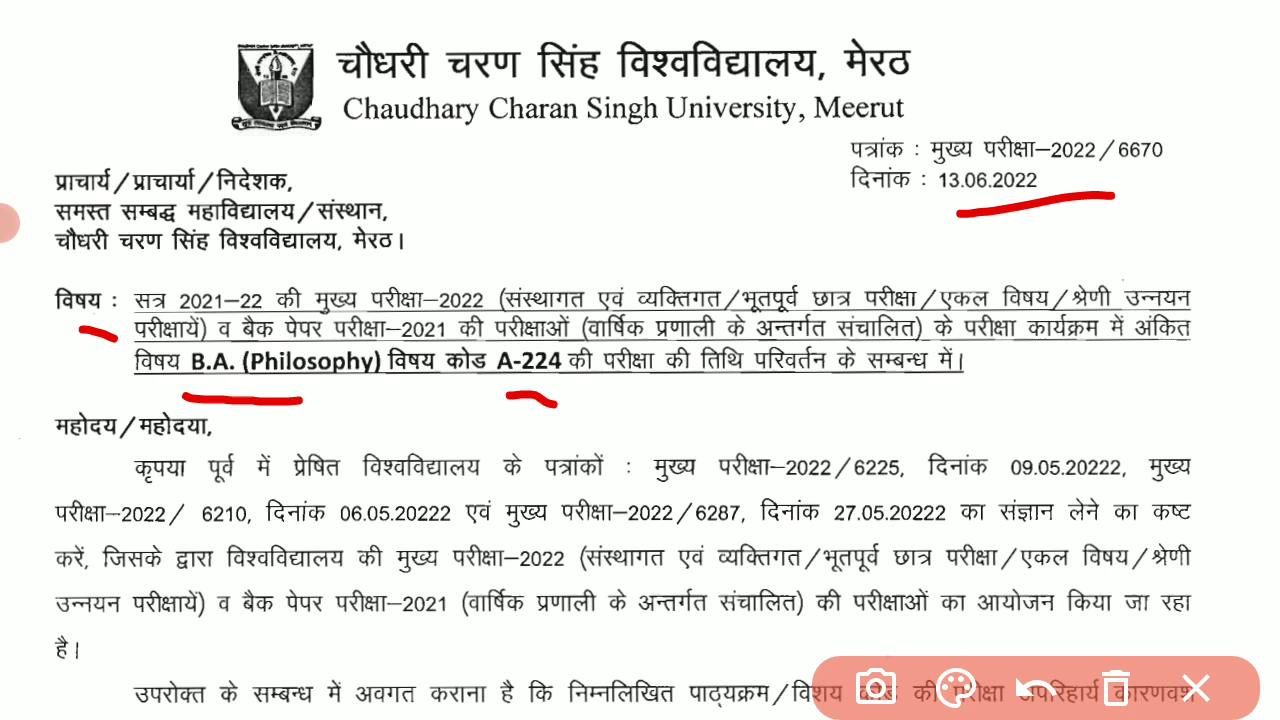 चौधरी चरण सिंह विश्वविद्यालय, मेरठ
Chaudhary Charan Singh University, Meerut
पत्रांक : मुख्य परीक्षा–2022/6670
दिनांक : 13.06.2022
प्राचार्य/प्राचार्या/निदेशक,
समस्त सम्बद्ध महाविद्यालय/संस्थान,
चौधरी चरण सिंह विश्वविद्यालय, मेरठ।
विषय : सत्र 2021–22 की मुख्य परीक्षा–2022 (संस्थागत एवं व्यक्तिगत/भूतपूर्व छात्र परीक्षा/एकल विषय/श्रेणी उन्नयन
परीक्षायें) व बैक पेपर परीक्षा–2021 की परीक्षाओं (वार्षिक प्रणाली के अन्तर्गत संचालित) के परीक्षा कार्यक्रम में अंकित
विषय B.A. (Philosophy) विषय कोड A-224 की परीक्षा की तिथि परिवर्तन के सम्बन्ध में।
महोदय/महोदया,
कृपया पूर्व में प्रेषित विश्वविद्यालय के पत्रांकों : मुख्य परीक्षा–2022/6225, दिनांक 09.05.20222, मुख्य
परीक्षा–2022/ 6210, दिनांक 06.05.20222 एवं मुख्य परीक्षा–2022/6287, दिनांक 27.05.20222 का संज्ञान लेने का कष्ट
करें, जिसके द्वारा विश्वविद्यालय की मुख्य परीक्षा–2022 (संस्थागत एवं व्यक्तिगत/भूतपूर्व छात्र परीक्षा/एकल विषय/श्रेणी
उन्नयन परीक्षायें) व बैक पेपर परीक्षा–2021 (वार्षिक प्रणाली के अन्तर्गत संचालित) की परीक्षाओं का आयोजन किया जा रहा
है।
उपरोक्त के सम्बन्ध में अवगत कराना है कि निम्नलिखित पाठ्यक्रम/विशय कोड की परीक्षा अपरिहार्य कारणवश